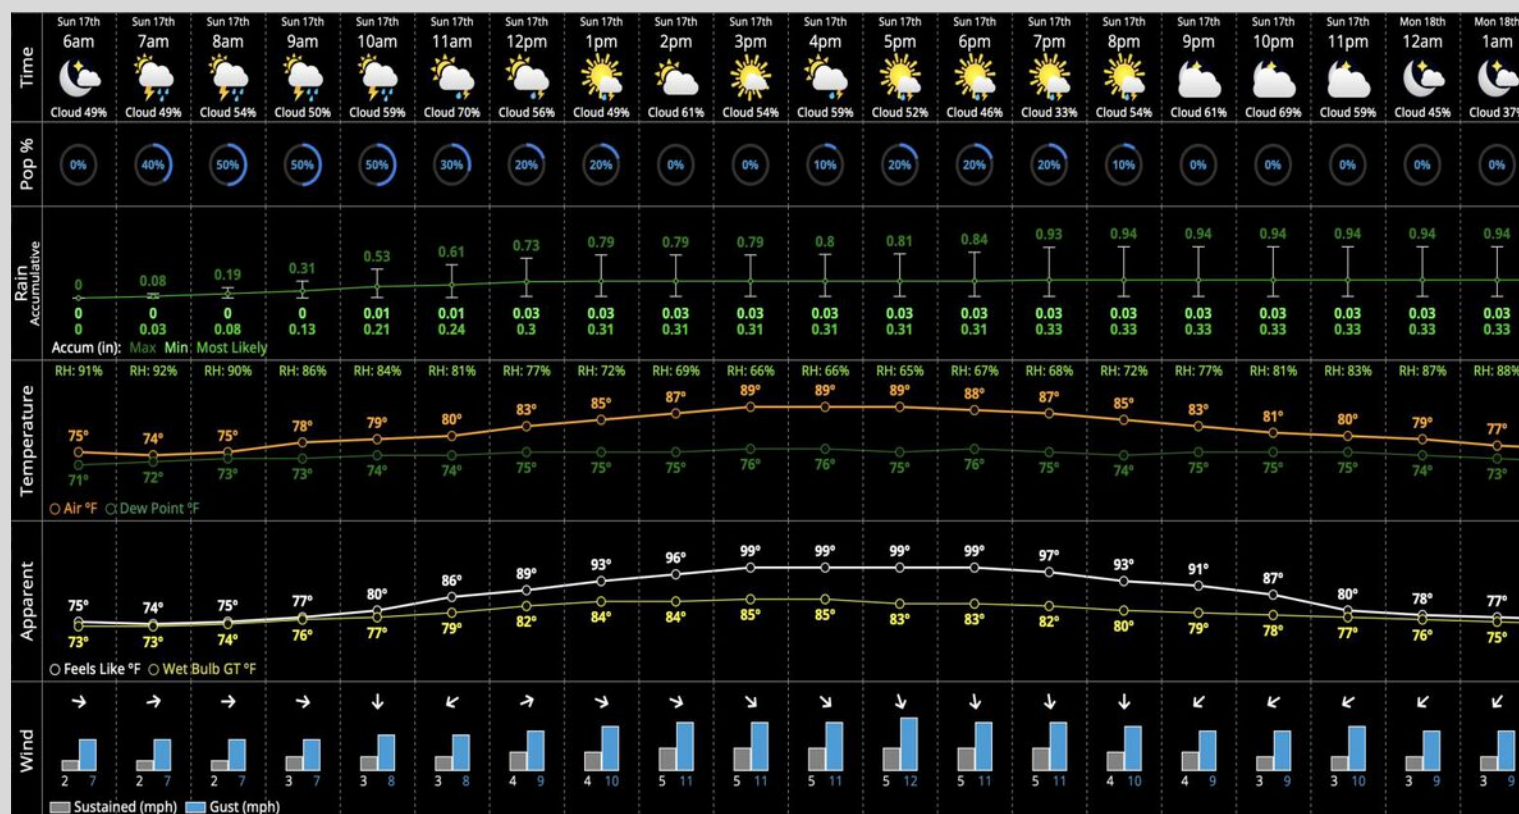 Sun 17th Sun 17th Sun 17th Sun 17th Sun 17th Sun 17th Sun 17th Sun 17th Sun 17th Sun 17th Sun 17th Sun 17th Sun 17th Sun 17th Sun 17th Sun 17th Sun 17th Sun 17th Mon 18th Mon 18th
Time 6am 7am 8am 9am 10am 11am 12pm 1pm 2pm 3pm 4pm 5pm 6pm 7pm 8pm 9pm 10pm 11pm 12am 1am
Cloud 49% Cloud 49% Cloud 54% Cloud 50% Cloud 59% Cloud 70% Cloud 56% Cloud 49% Cloud 61% Cloud 54% Cloud 59% Cloud 52% Cloud 46% Cloud 33% Cloud 54% Cloud 61% Cloud 69% Cloud 59% Cloud 45% Cloud 37%
Pop % 0% 40% 50% 50% 50% 30% 20% 20% 0% 0% 10% 20% 20% 20% 10% 0% 0% 0% 0% 0%
Rain
Accumulative
0 0.08 0.19 0.31 0.53 0.61 0.73 0.79 0.79 0.79 0.8 0.81 0.84 0.93 0.94 0.94 0.94 0.94 0.94 0.94
0 0 0 0 0.01 0.01 0.03 0.03 0.03 0.03 0.03 0.03 0.03 0.03 0.03 0.03 0.03 0.03 0.03 0.03
0 0.03 0.08 0.13 0.21 0.24 0.3 0.31 0.31 0.31 0.31 0.31 0.31 0.33 0.33 0.33 0.33 0.33 0.33 0.33
Accum (in): Max Min Most Likely
Temperature
RH: 91% RH: 92% RH: 90% RH: 86% RH: 84% RH: 81% RH: 77% RH: 72% RH: 69% RH: 66% RH: 66% RH: 65% RH: 67% RH: 68% RH: 72% RH: 77% RH: 81% RH: 83% RH: 87% RH: 88%
75° 74° 75° 78° 79° 80° 83° 85° 87° 89° 89° 89° 88° 87° 85° 83° 81° 80° 79° 77°
71° 72° 73° 73° 74° 74° 75° 75° 75° 76° 76° 75° 76° 75° 74° 75° 75° 75° 74° 73°
Air °F Dew Point °F
Apparent
75° 74° 75° 77° 80° 86° 89° 93° 96° 99° 99° 99° 99° 97° 93° 91° 87° 80° 78° 77°
73° 73° 74° 76° 77° 79° 82° 84° 84° 85° 85° 83° 83° 82° 80° 79° 78° 77° 76° 75°
Feels Like °F Wet Bulb GT °F
Wind
2 7 2 7 2 7 3 7 3 8 3 8 4 9 4 10 5 11 5 11 5 11 5 12 5 11 5 11 4 10 4 9 3 9 3 10 3 9 3 9
Sustained (mph) Gust (mph)